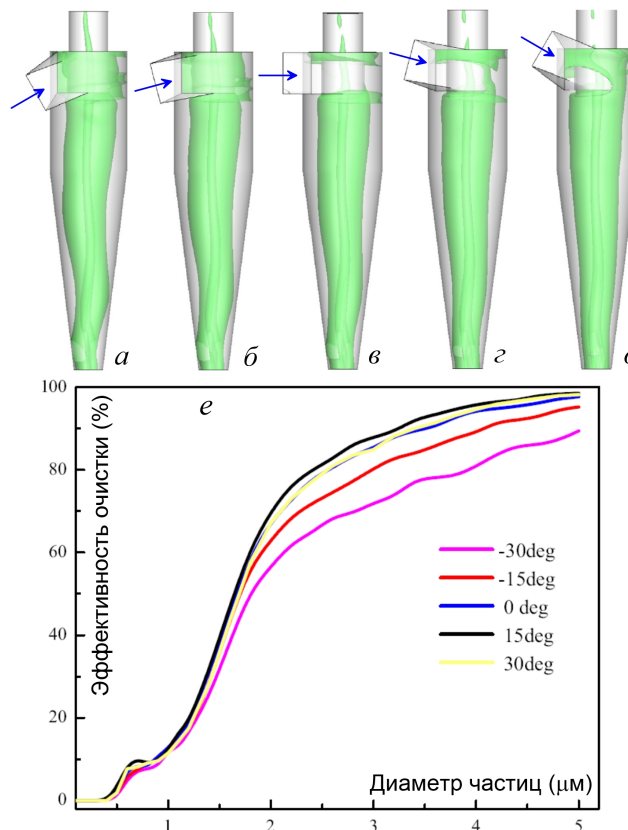 а б в г
е
Эффективность очистки (%)
100
80
60
40
20
0
-30deg
-15deg
0 deg
15deg
30deg
Диаметр частиц (μm)
1 2 3 4 5